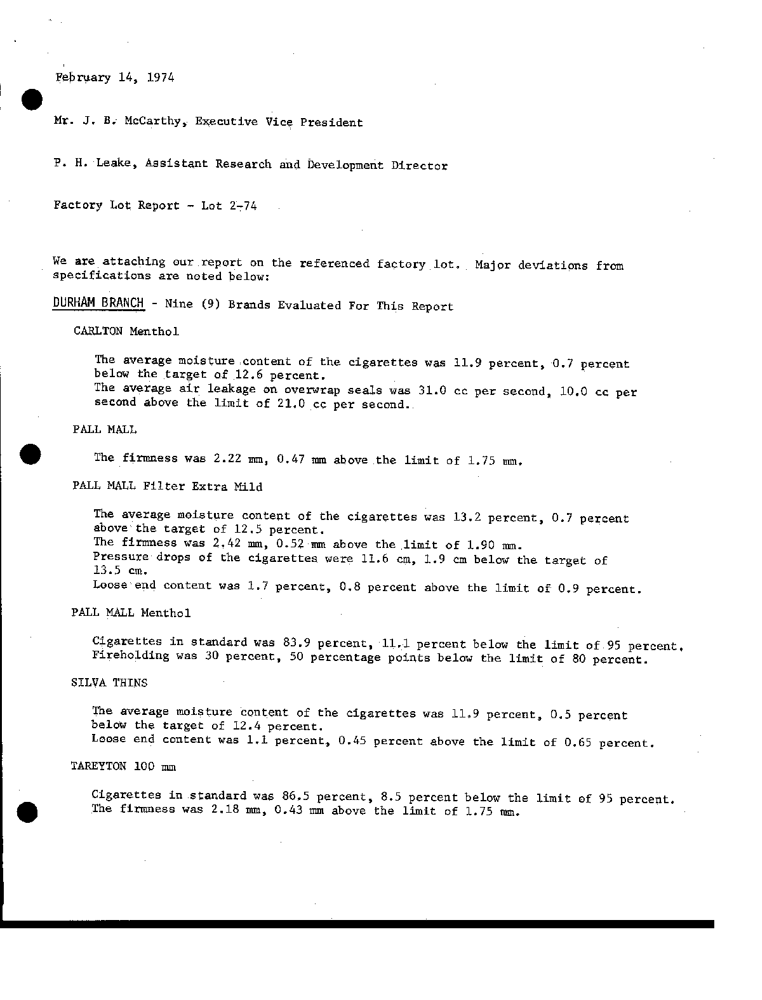 February 14, 1974
Mr. J. B. McCarthy, Executive Vice President
P. H. Leake, Assistant Research and Development Director
Factory Lot Report - Lot 2-74
We are attaching our report on the referenced factory lot. Major deviations from
specifications are noted below:
DURHAM BRANCH - Nine (9) Brands Evaluated For This Report
CARLTON Menthol
The average moisture content of the cigarettes was 11.9 percent, 0.7 percent
below the target of 12.6 percent.
The average air leakage on overwrap seals was 31.0 cc per second, 10.0 cc per
second above the limit of 21.0 cc per second.
PALL MALL
The firmness was 2.22 mm, 0.47 mm above the limit of 1.75 mm.
PALL MALL Filter Extra Mild
The average moisture content of the cigarettes was 13.2 percent, 0.7 percent
above the target of 12.5 percent.
The firmness was 2.42 mm, 0.52 mm above the limit of 1.90 mm.
Pressure drops of the cigarettes were 11.6 cm, 1.9 cm below the target of
13.5 cm.
Loose end content was 1.7 percent, 0.8 percent above the limit of 0.9 percent.
PALL MALL Menthol
Cigarettes in standard was 83.9 percent, 11.1 percent below the limit of 95 percent.
Fireholding was 30 percent, 50 percentage points below the limit of 80 percent.
SILVA THINS
The average moisture content of the cigarettes was 11.9 percent, 0.5 percent
below the target of 12.4 percent.
Loose end content was 1.1 percent, 0.45 percent above the limit of 0.65 percent.
TAREYTON 100 mm
Cigarettes in standard was 86.5 percent, 8.5 percent below the limit of 95 percent.
The firmness was 2.18 mm, 0.43 mm above the limit of 1.75 mm.